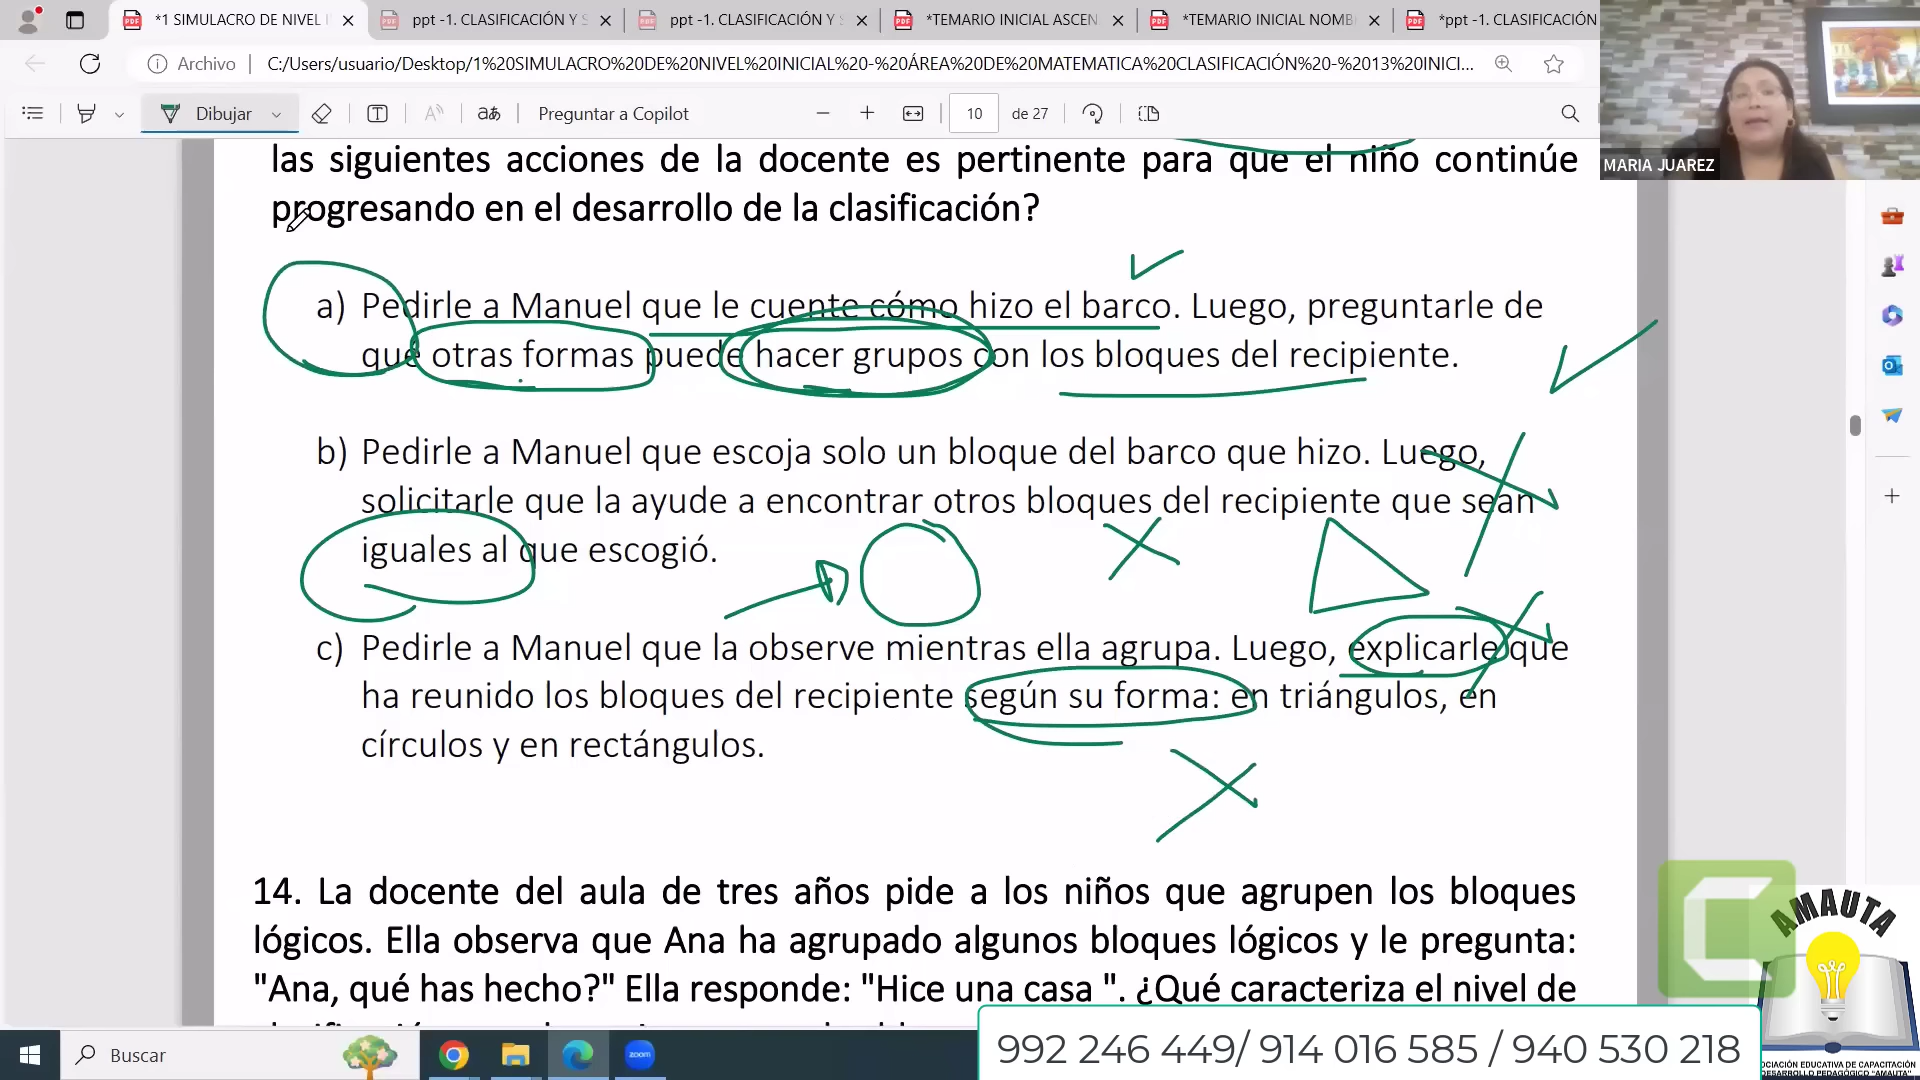 *1 SIMULACRO DE NIVEL I
ppt -1. CLASIFICACIÓN Y S
ppt -1. CLASIFICACIÓN Y S
*TEMARIO INICIAL ASCEN
*TEMARIO INICIAL NOMB
*ppt -1. CLASIFICACIÓN
Archivo
C:/Users/usuario/Desktop/1%20SIMULACRO%20DE%20NIVEL%20INICIAL%20-%20ÁREA%20DE%20MATEMATICA%20CLASIFICACIÓN%20-%2013%20INICI...
Dibujar
Preguntar a Copilot
10 de 27
MARIA JUAREZ
las siguientes acciones de la docente es pertinente para que el niño continúe
progresando en el desarrollo de la clasificación?
a) Pedirle a Manuel que le cuente cómo hizo el barco. Luego, preguntarle de
qué otras formas puede hacer grupos con los bloques del recipiente.
b) Pedirle a Manuel que escoja solo un bloque del barco que hizo. Luego,
solicitarle que la ayude a encontrar otros bloques del recipiente que sean
iguales al que escogió.
c) Pedirle a Manuel que la observe mientras ella agrupa. Luego, explicarle que
ha reunido los bloques del recipiente según su forma: en triángulos, en
círculos y en rectángulos.
14. La docente del aula de tres años pide a los niños que agrupen los bloques
lógicos. Ella observa que Ana ha agrupado algunos bloques lógicos y le pregunta:
"Ana, qué has hecho?" Ella responde: "Hice una casa ". ¿Qué caracteriza el nivel de
AMAUTA
992 246 449/ 914 016 585 / 940 530 218
OCIACIÓN EDUCATIVA DE CAPACITACIÓN
DESARROLLO PEDAGÓGICO "AMAUTA"
Buscar
zoom